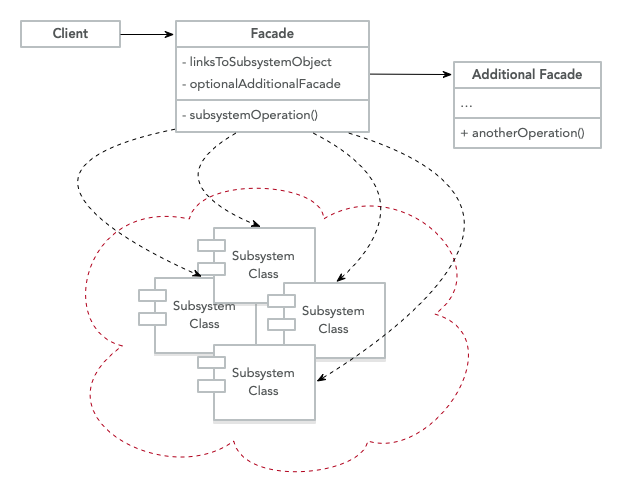 Client
Facade
- linksToSubsystemObject
- optionalAdditionalFacade
- subsystemOperation()
Additional Facade
...
+ anotherOperation()
Subsystem
Class
Subsystem
Class
Subsystem
Class
Subsystem
Class